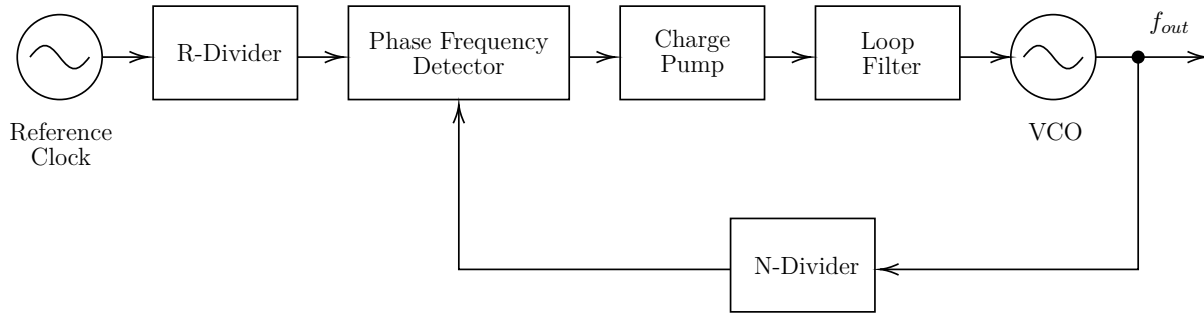 R-Divider
Phase Frequency
Detector
Charge
Pump
Loop
Filter
f_out
Reference
Clock
VCO
N-Divider